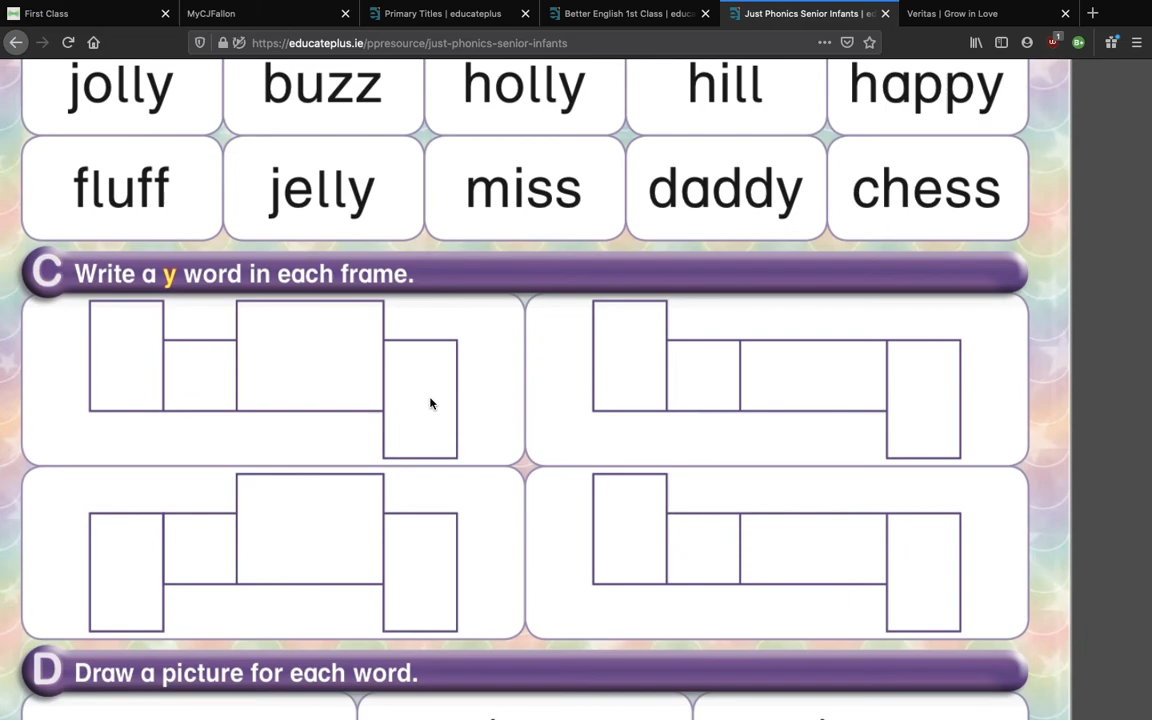 First Class
MyCJFallon
Primary Titles | educateplus
Better English 1st Class | educa
Just Phonics Senior Infants | ed
Veritas | Grow in Love
https://educateplus.ie/ppresource/just-phonics-senior-infants
1
jolly buzz holly hill happy
fluff jelly miss daddy chess
C Write a y word in each frame.
D Draw a picture for each word.